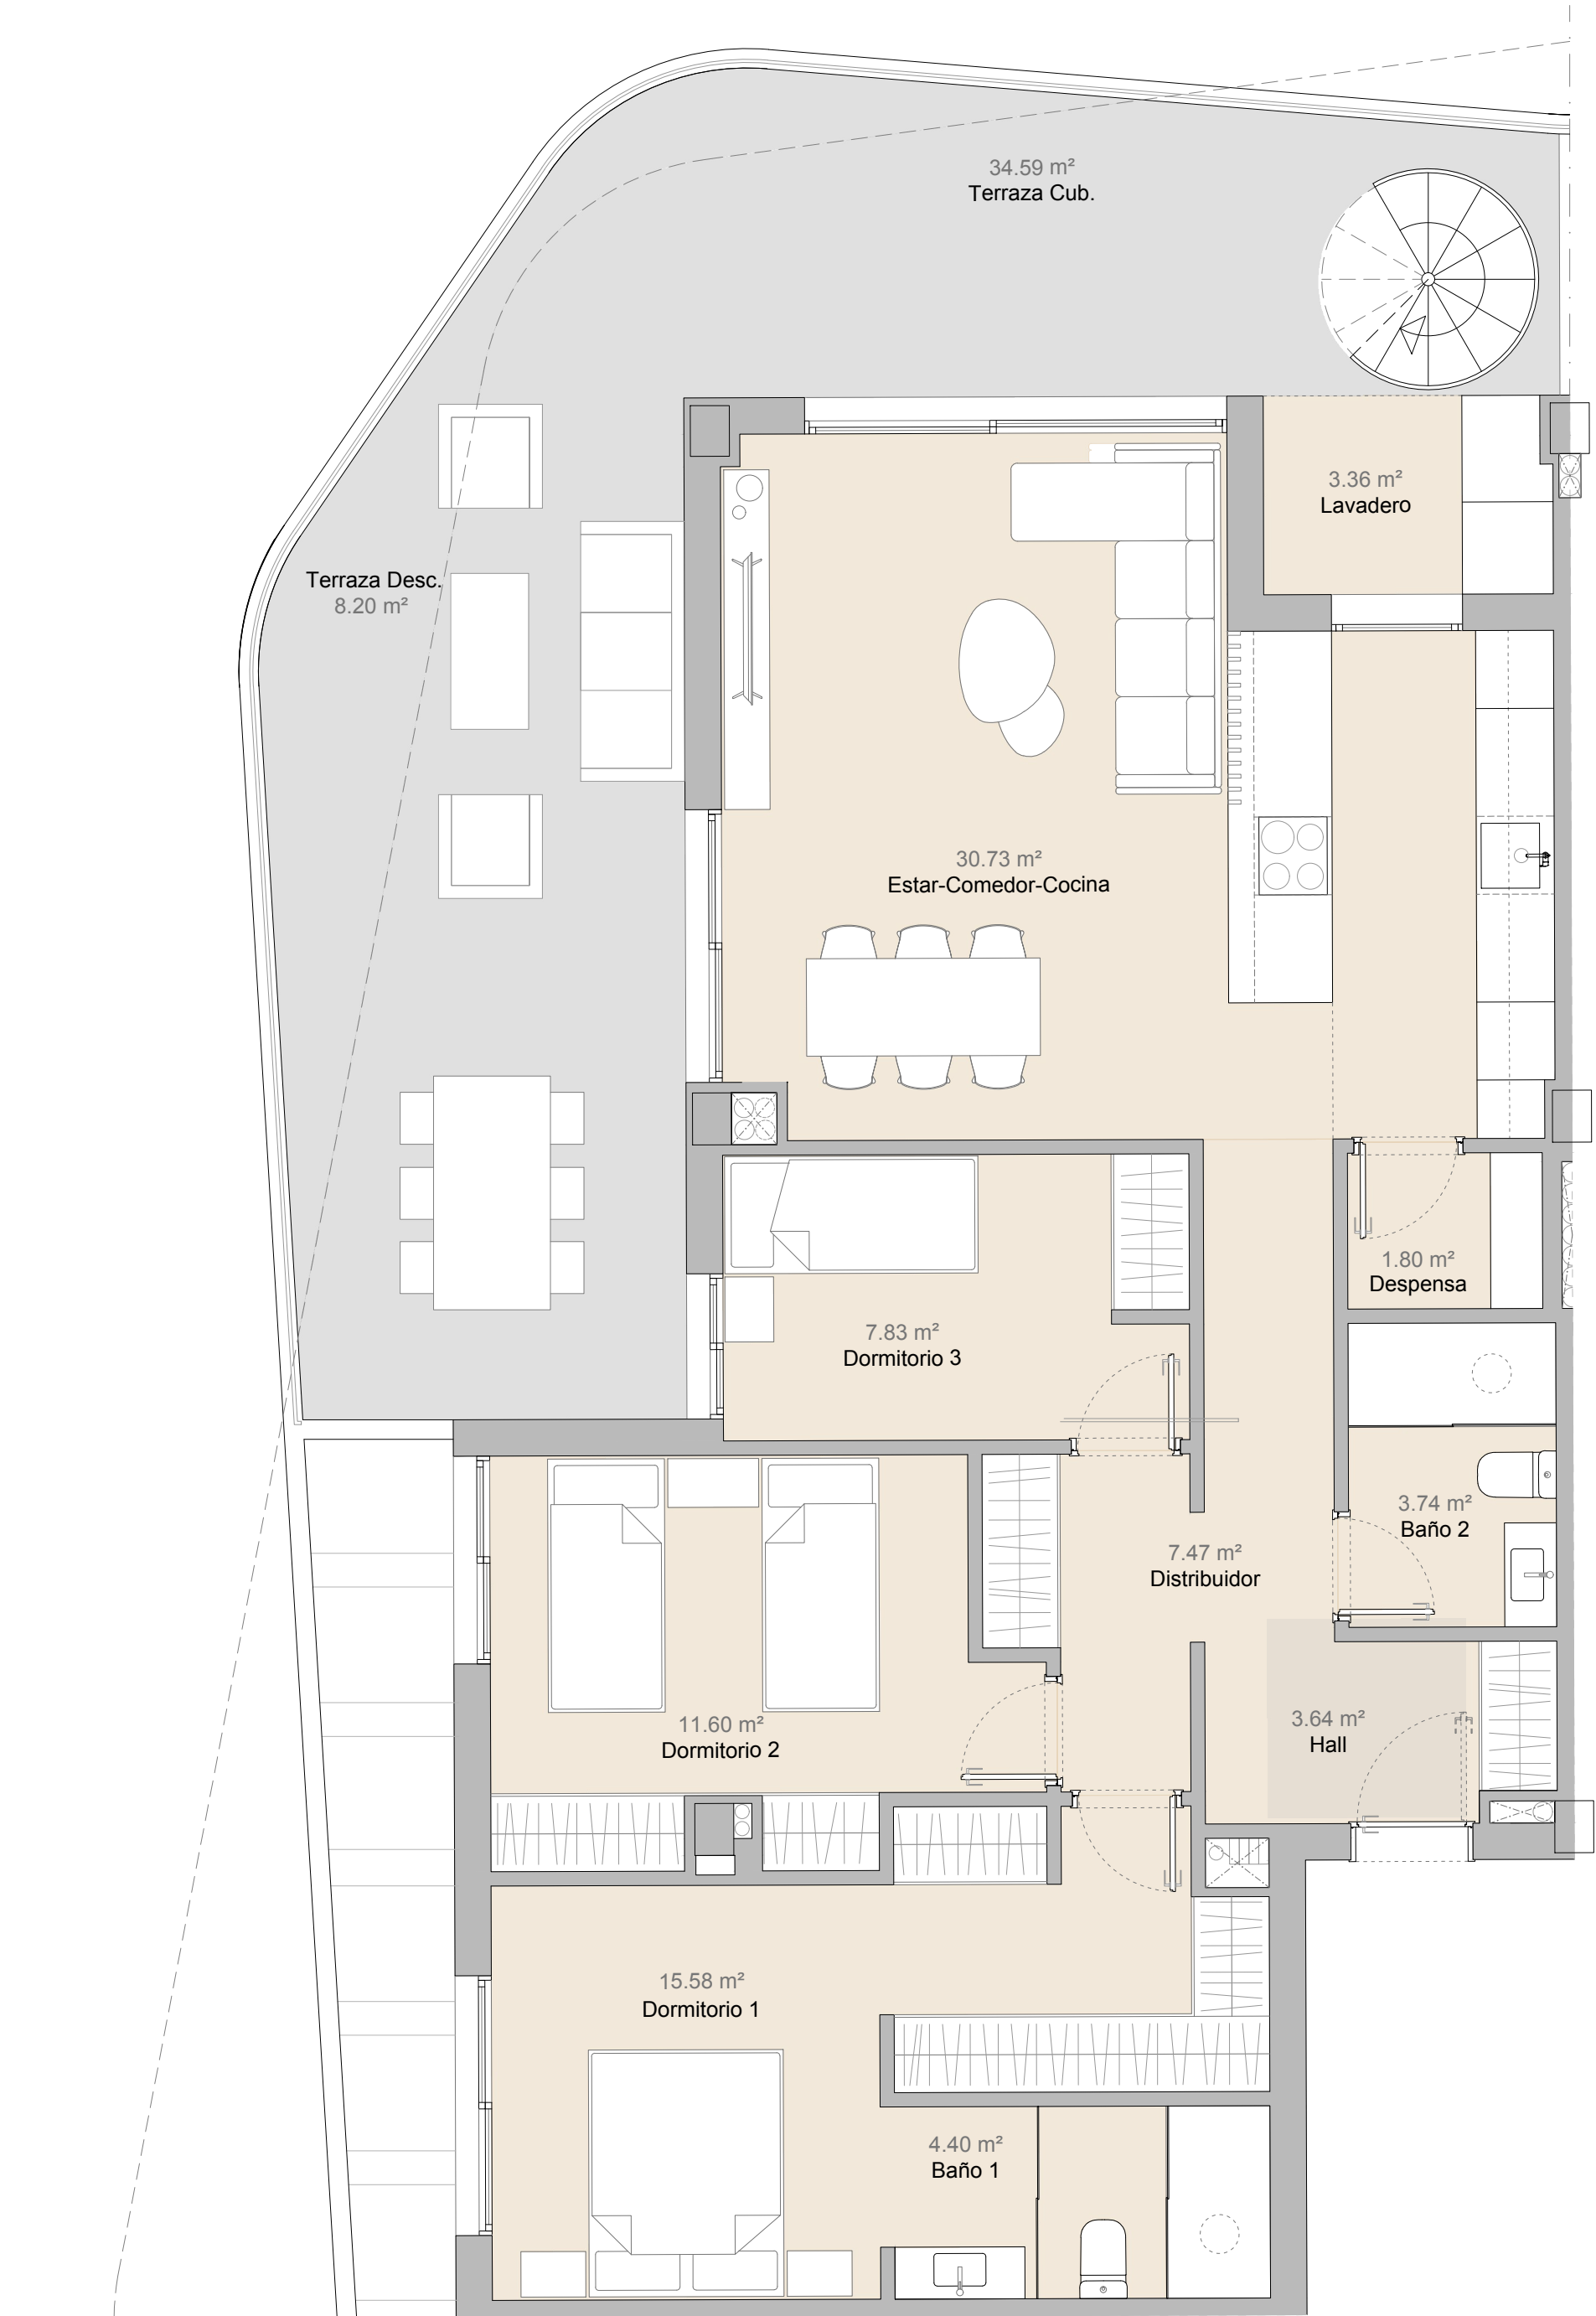 34.59 m²
Terraza Cub.
3.36 m²
Lavadero
Terraza Desc.
8.20 m²
30.73 m²
Estar-Comedor-Cocina
1.80 m²
Despensa
7.83 m²
Dormitorio 3
3.74 m²
Baño 2
7.47 m²
Distribuidor
3.64 m²
Hall
11.60 m²
Dormitorio 2
15.58 m²
Dormitorio 1
4.40 m²
Baño 1